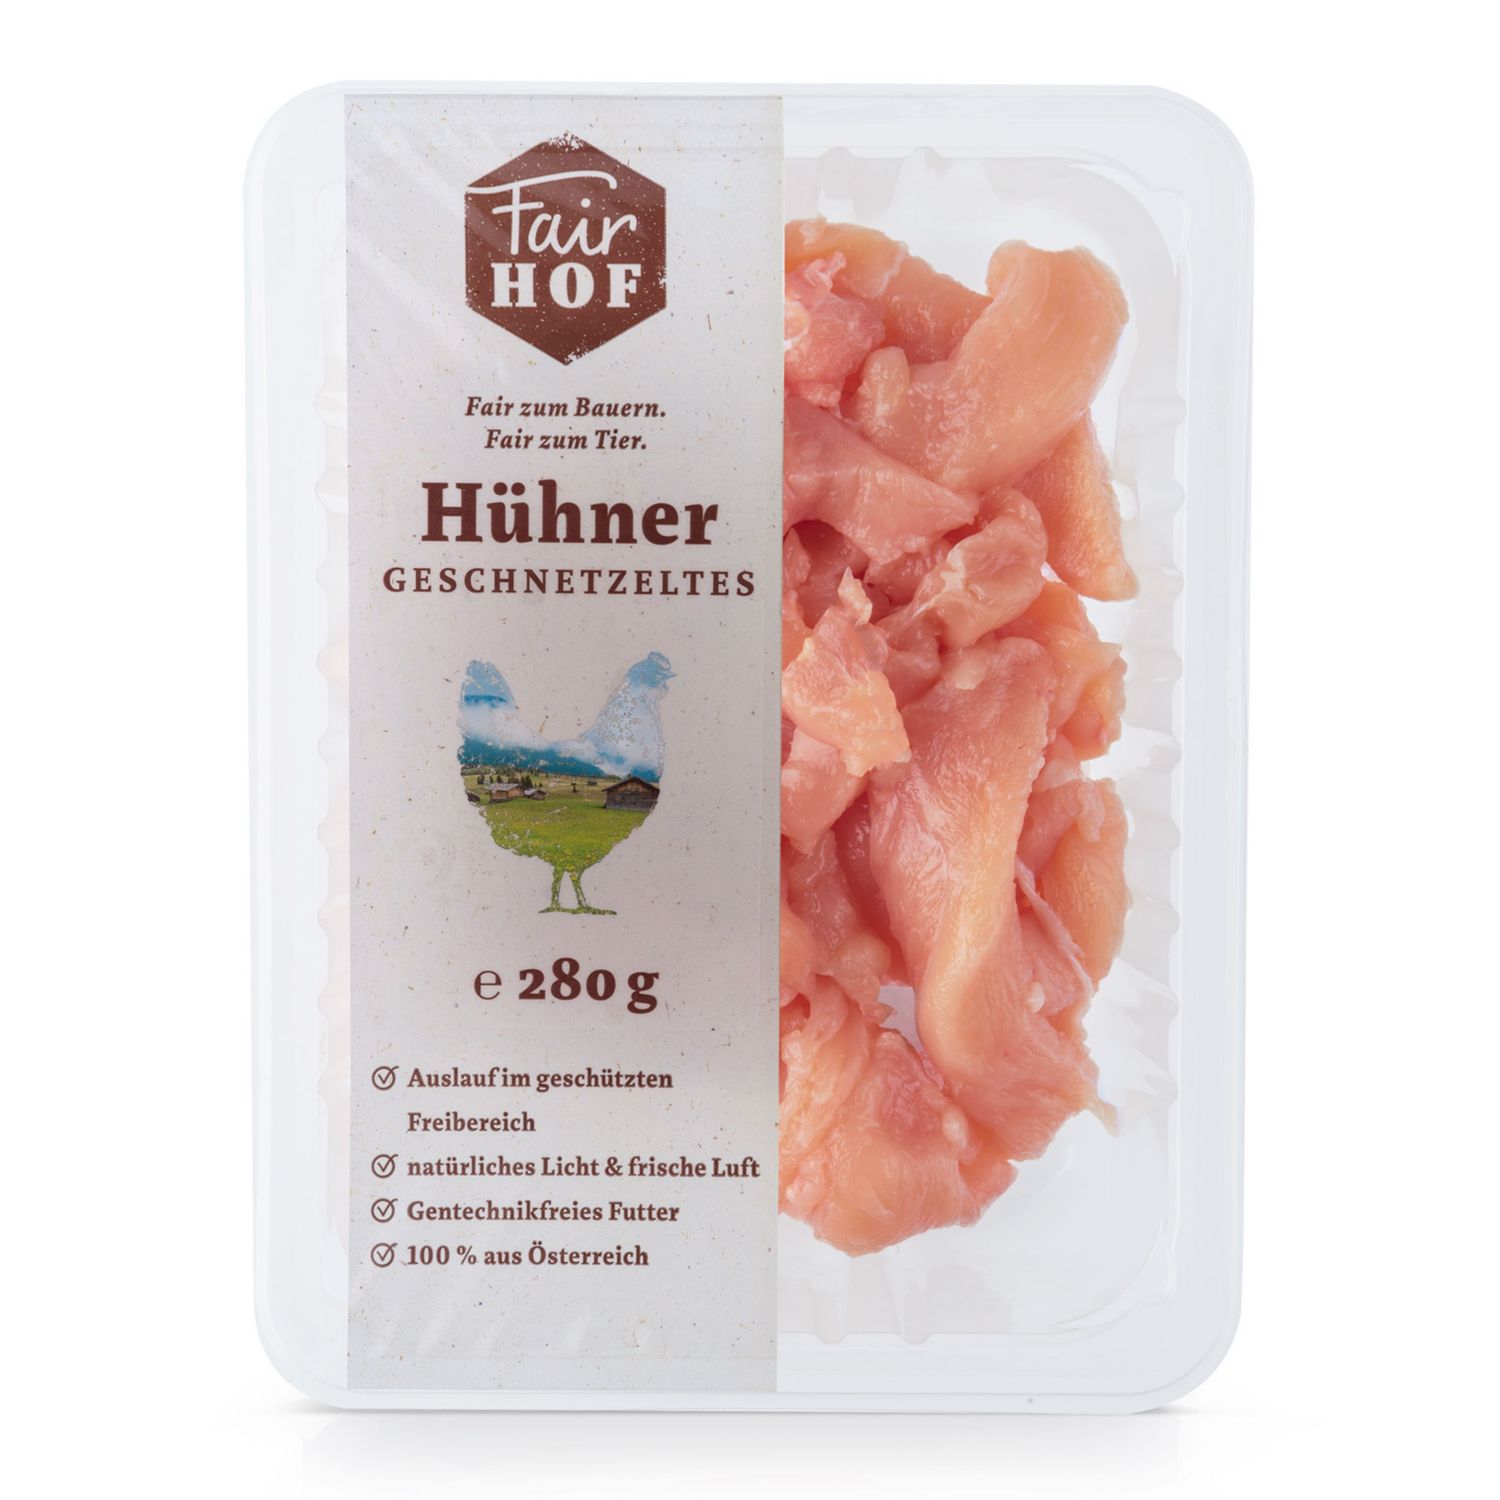 Fair
HOF
Fair zum Bauern.
Fair zum Tier.
Hühner
GESCHNETZELTES
℮ 280 g
Auslauf im geschützten
Freibereich
natürliches Licht & frische Luft
Gentechnikfreies Futter
100 % aus Österreich